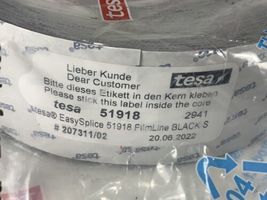 Lieber Kunde
Dear Customer
tesa
Bitte dieses Etikett in den Kern kleben
Please stick this label inside the core
tesa 51918 2941
tesa® EasySplice 51918 FilmLine BLACK S
20.06.2022
# 207311/02